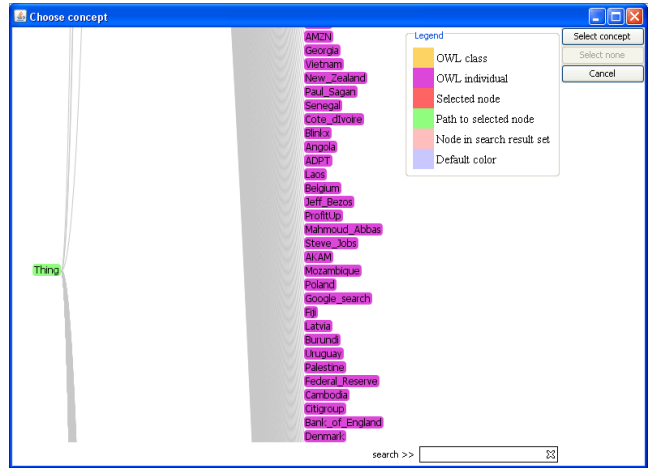 Choose concept
AMZN
Georgia
Vietnam
New_Zealand
Paul_Sagan
Senegal
Cote_dIvoire
Blinkx
Angola
ADPT
Laos
Belgium
Jeff_Bezos
ProfitUp
Mahmoud_Abbas
Steve_Jobs
AKAM
Mozambique
Poland
Google_search
Fiji
Latvia
Burundi
Uruguay
Palestine
Federal_Reserve
Cambodia
Citigroup
Bank_of_England
Denmark
Thing
Legend
OWL class
OWL individual
Selected node
Path to selected node
Node in search result set
Default color
Select concept
Select none
Cancel
search >>